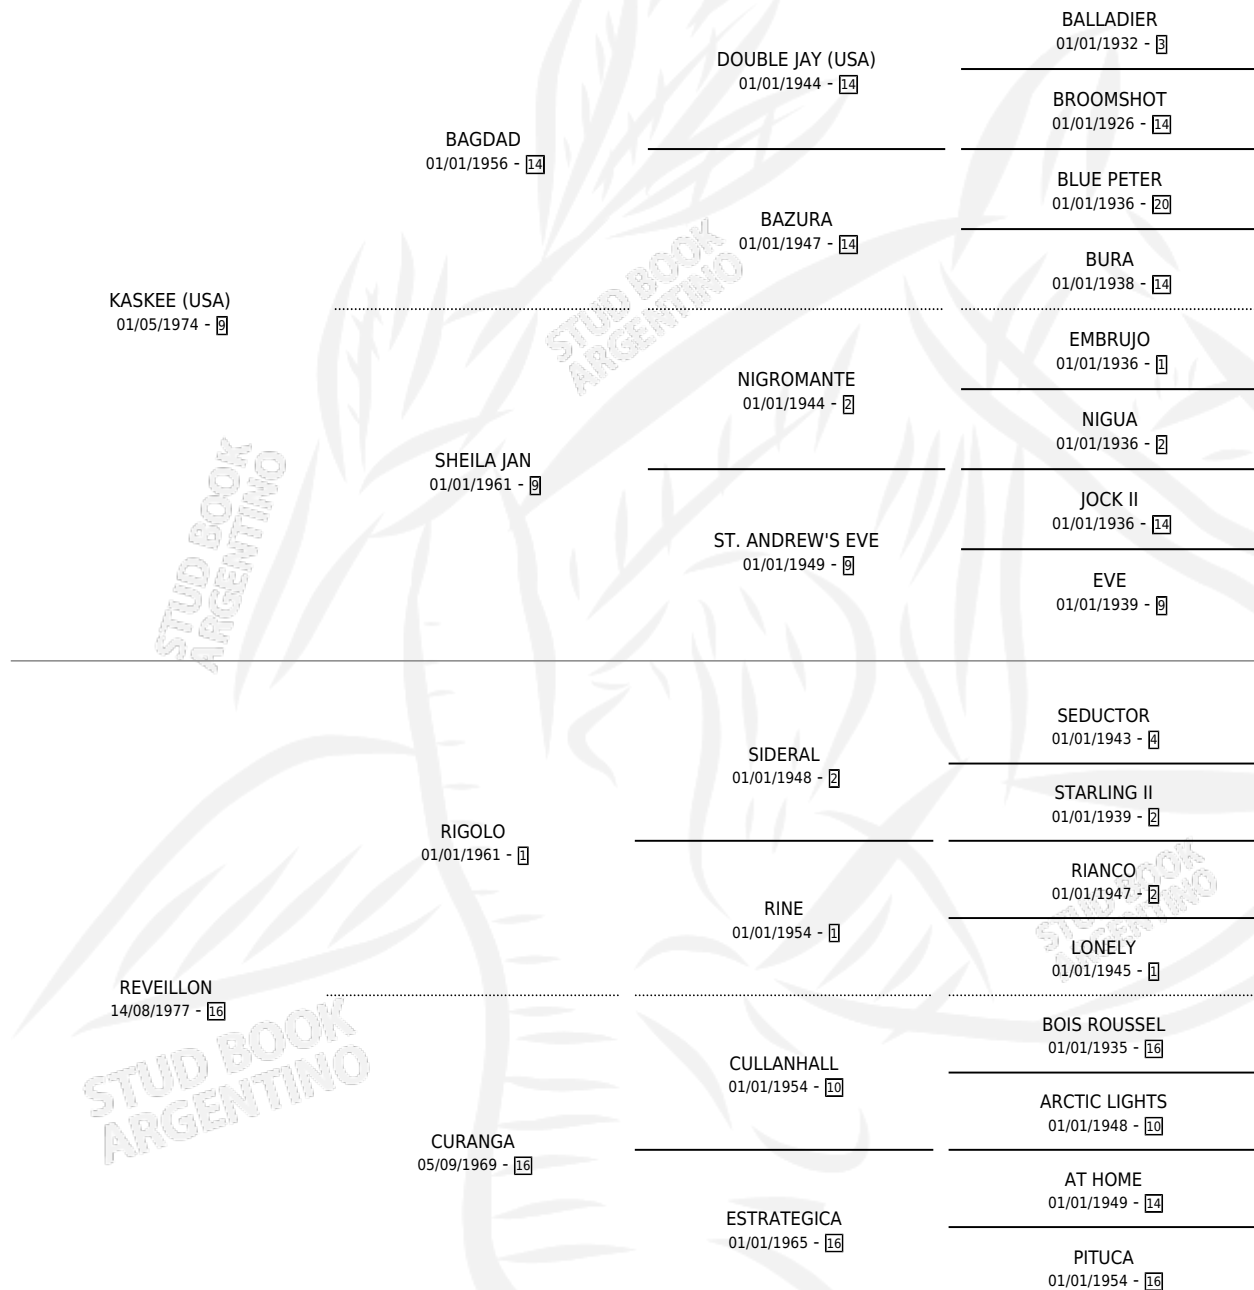 BALLADIER
01/01/1932 - 3
DOUBLE JAY (USA)
01/01/1944 - 14
BROOMSHOT
01/01/1926 - 14
BAGDAD
01/01/1956 - 14
BLUE PETER
01/01/1936 - 20
BAZURA
01/01/1947 - 14
BURA
01/01/1938 - 14
KASKEE (USA)
01/05/1974 - 9
EMBRUJO
01/01/1936 - 1
NIGROMANTE
01/01/1944 - 2
NIGUA
01/01/1936 - 2
SHEILA JAN
01/01/1961 - 9
JOCK II
01/01/1936 - 14
ST. ANDREW'S EVE
01/01/1949 - 9
EVE
01/01/1939 - 9
STUD BOOK
ARGENTINO
STUD BOOK
ARGENTINO
SEDUCTOR
01/01/1943 - 4
SIDERAL
01/01/1948 - 2
STARLING II
01/01/1939 - 2
RIGOLO
01/01/1961 - 1
RIANCO
01/01/1947 - 2
RINE
01/01/1954 - 1
LONELY
01/01/1945 - 1
REVEILLON
14/08/1977 - 16
BOIS ROUSSEL
01/01/1935 - 16
CULLANHALL
01/01/1954 - 10
ARCTIC LIGHTS
01/01/1948 - 10
CURANGA
05/09/1969 - 16
AT HOME
01/01/1949 - 14
ESTRATEGICA
01/01/1965 - 16
PITUCA
01/01/1954 - 16
STUD BOOK
ARGENTINO
STUD BOOK
ARGENTINO